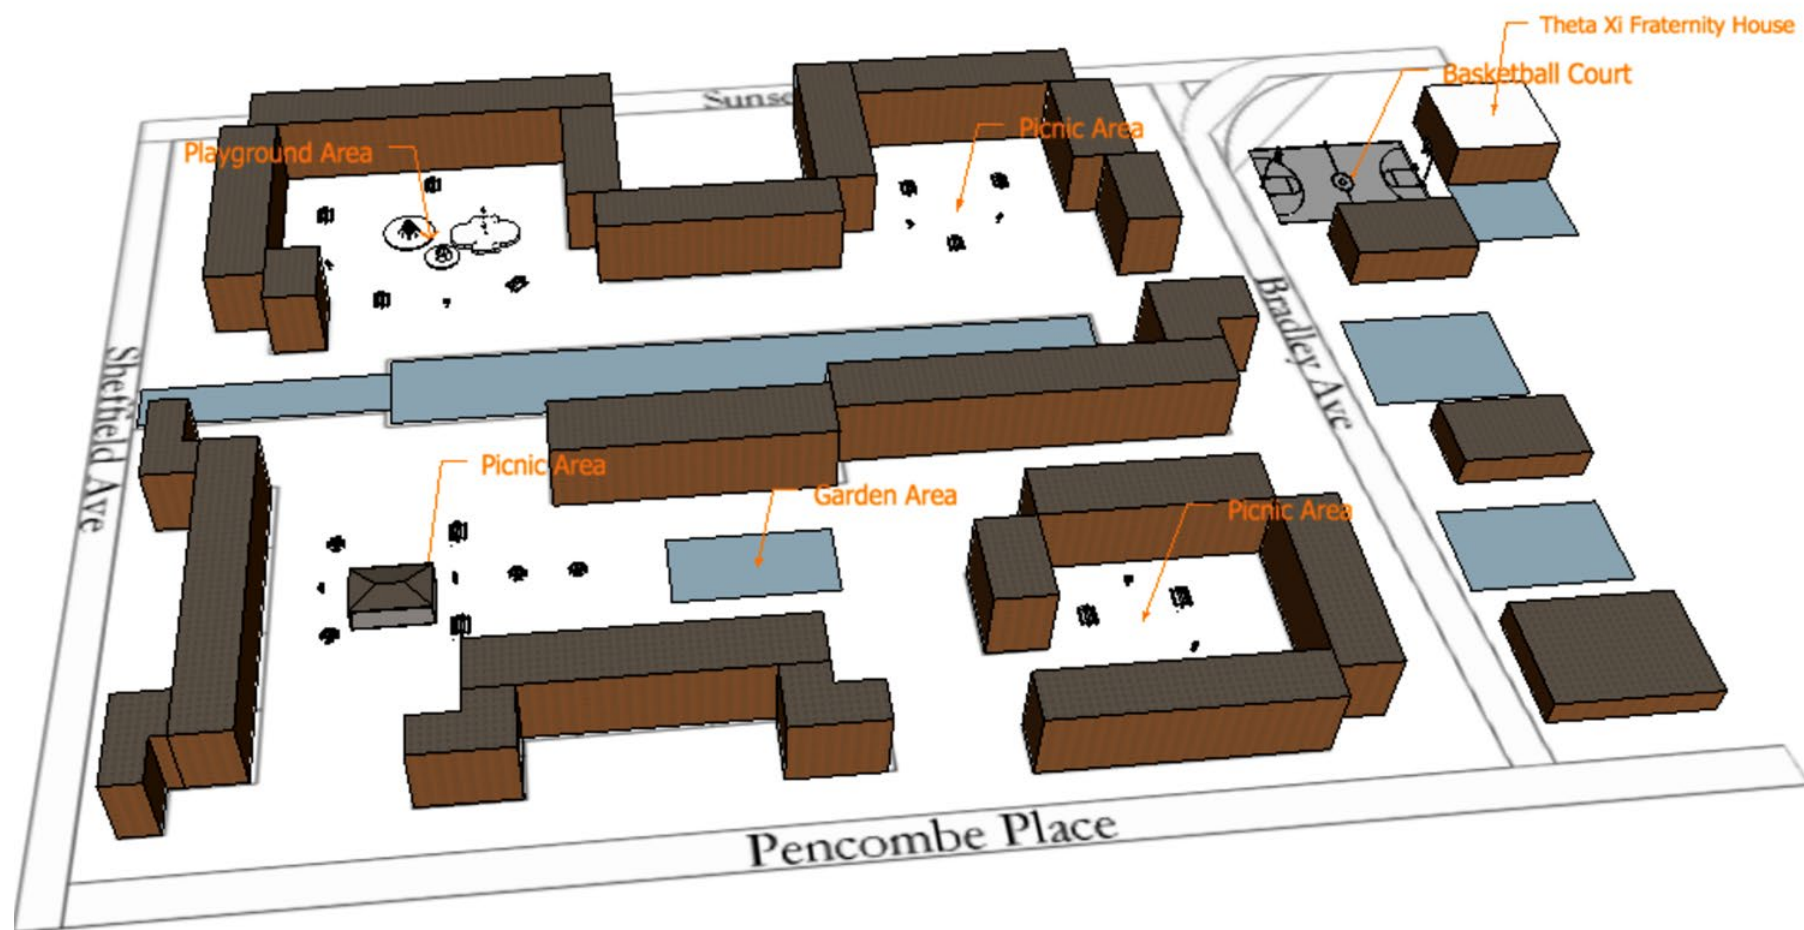 Theta Xi Fraternity House
Sunse
Basketball Court
Picnic Area
Playground Area
Bradley Ave
Sheffield Ave
Picnic Area
Garden Area
Picnic Area
Pencombe Place